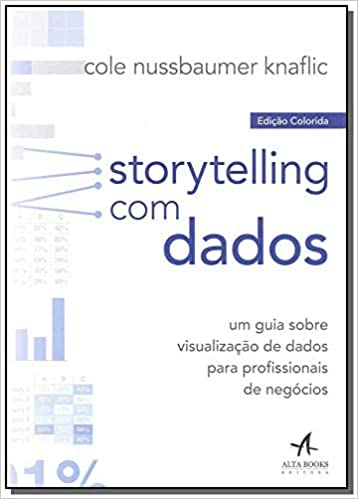 cole nussbaumer knaflic
Edição Colorida
storytelling
com
dados
um guia sobre
visualização de dados
para profissionais
de negócios
A B C
A B C
91%
ALTA BOOKS
EDITORA